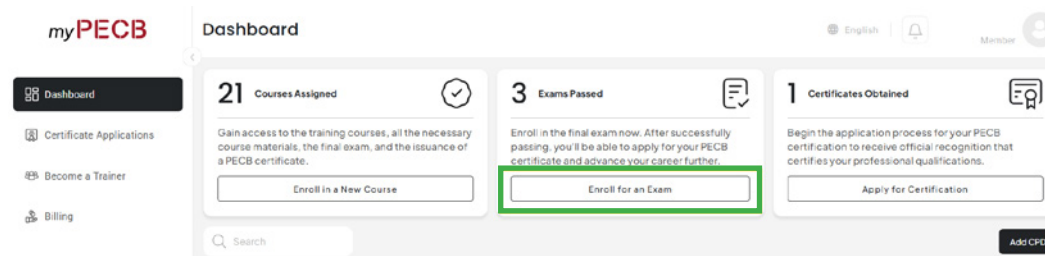 myPECB
Dashboard
English
Member
Dashboard
Certificate Applications
Become a Trainer
Billing
21 Courses Assigned
Gain access to the training courses, all the necessary
course materials, the final exam, and the issuance of
a PECB certificate.
Enroll in a New Course
3 Exams Passed
Enroll in the final exam now. After successfully
passing, you'll be able to apply for your PECB
certificate and advance your career further.
Enroll for an Exam
1 Certificates Obtained
Begin the application process for your PECB
certification to receive official recognition that
certifies your professional qualifications.
Apply for Certification
Search
Add CPD